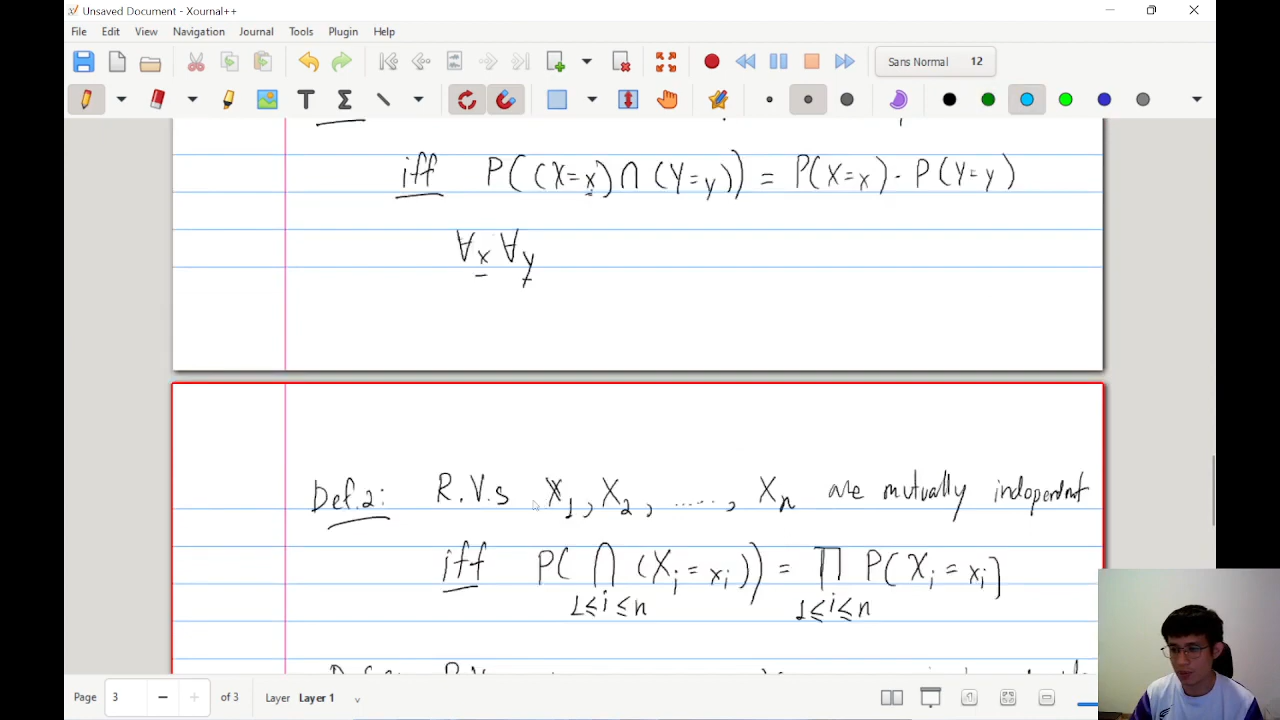 Unsaved Document - Xournal++
File Edit View Navigation Journal Tools Plugin Help
Sans Normal 12
iff P((X=x)∩(Y=y)) = P(X=x)·P(Y=y)
∀x ∀y
Def.2: R.V.s X₁, X₂, ......, Xₙ are mutually independent
iff P(∩(Xᵢ=xᵢ)) = ∏ P(Xᵢ=xᵢ)
1≤i≤n 1≤i≤n
Page 3 of 3 Layer Layer 1